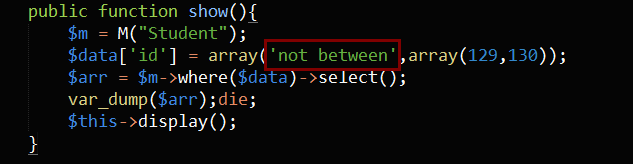 public function show(){
$m = M("Student");
$data['id'] = array('not between',array(129,130));
$arr = $m->where($data)->select();
var_dump($arr);die;
$this->display();
}